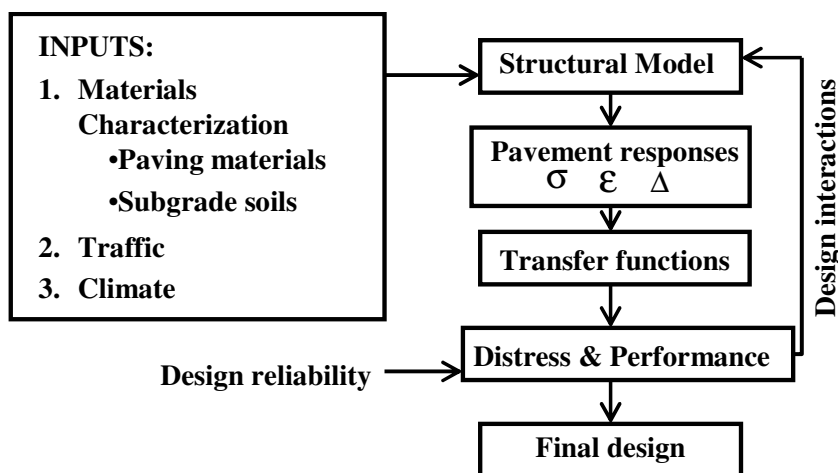 INPUTS:
1. Materials
Characterization
•Paving materials
•Subgrade soils
2. Traffic
3. Climate
Structural Model
Pavement responses
σ ε Δ
Transfer functions
Distress & Performance
Design reliability
Final design
Design interactions